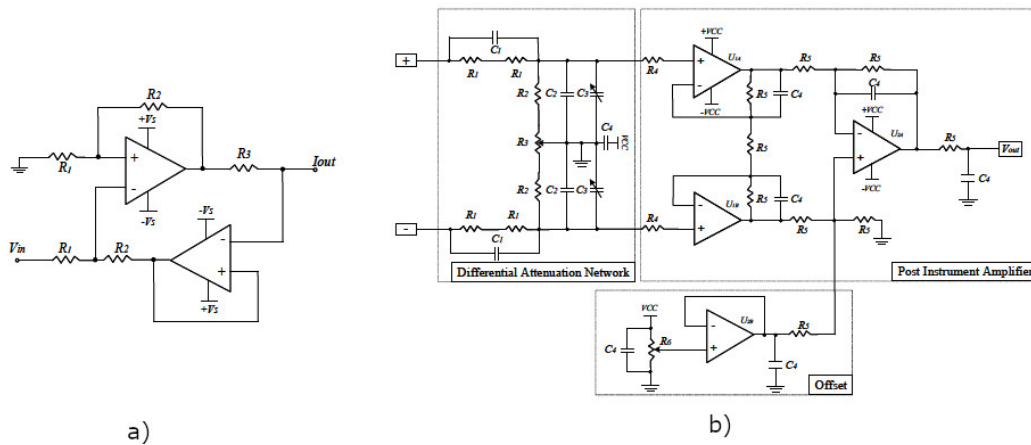 R2
+Vs
R1
+
-
-Vs
R3
Iout
Vin
R1
R2
-Vs
-
+
+Vs
a)
+
C1
R1
R1
R2
C2
C3
R3
C4
VCC
R2
C2
C3
R1
R1
C1
-
Differential Attenuation Network
R4
+VCC
U1A
+
-
-VCC
R5
C4
R5
R5
C4
R5
-
+
U1B
R5
C4
R4
R5
R5
+VCC
-
+
U2A
-VCC
R5
Vout
C4
Post Instrument Amplifier
VCC
C4
R6
-
+
U2B
R5
C4
Offset
b)